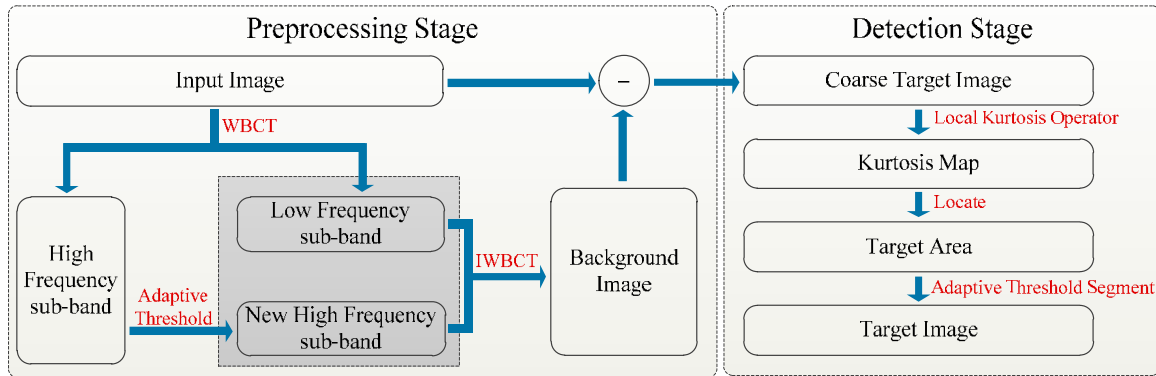 Preprocessing Stage
Input Image
−
WBCT
High
Frequency
sub-band
Adaptive
Threshold
Low Frequency
sub-band
New High Frequency
sub-band
IWBCT
Background
Image
Detection Stage
Coarse Target Image
Local Kurtosis Operator
Kurtosis Map
Locate
Target Area
Adaptive Threshold Segment
Target Image